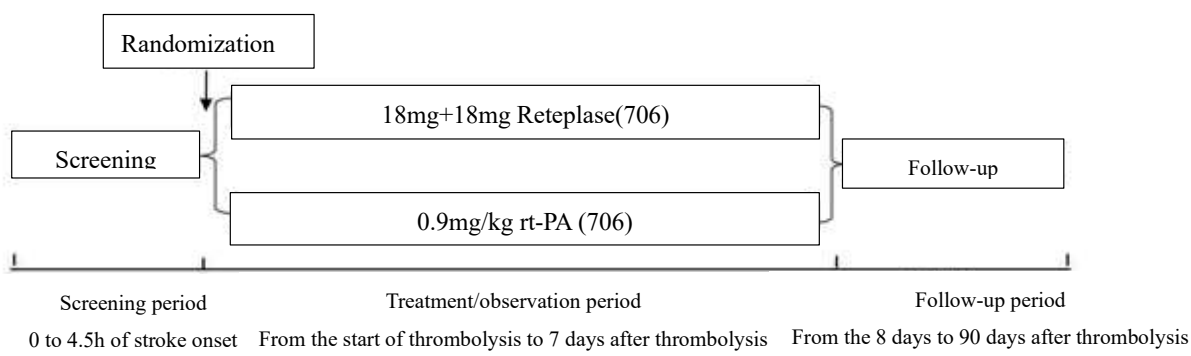 Randomization
18mg+18mg Reteplase(706)
Screening
Follow-up
0.9mg/kg rt-PA (706)
Screening period
Treatment/observation period
Follow-up period
0 to 4.5h of stroke onset
From the start of thrombolysis to 7 days after thrombolysis
From the 8 days to 90 days after thrombolysis